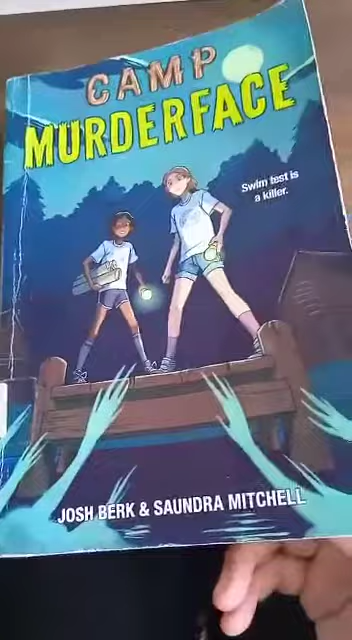 CAMP
MURDERFACE
Swim test is
a killer.
JOSH BERK & SAUNDRA MITCHELL